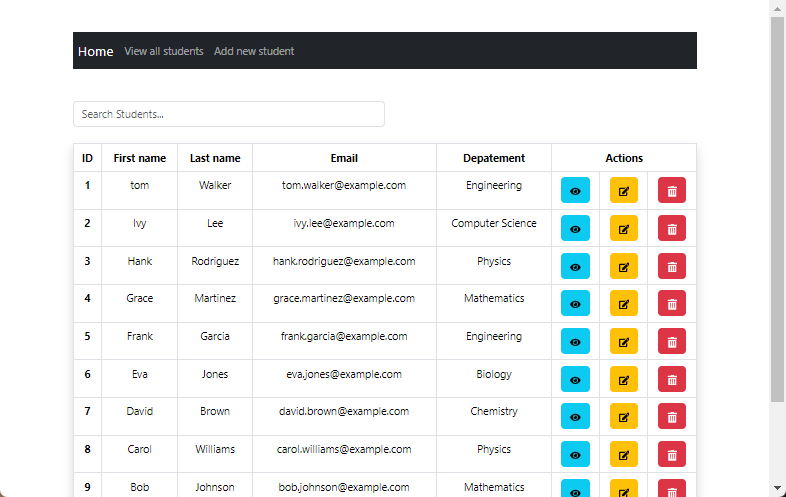 Home View all students Add new student
Search Students...
ID First name Last name Email Depatement Actions
1 tom Walker tom.walker@example.com Engineering
2 Ivy Lee ivy.lee@example.com Computer Science
3 Hank Rodriguez hank.rodriguez@example.com Physics
4 Grace Martinez grace.martinez@example.com Mathematics
5 Frank Garcia frank.garcia@example.com Engineering
6 Eva Jones eva.jones@example.com Biology
7 David Brown david.brown@example.com Chemistry
8 Carol Williams carol.williams@example.com Physics
9 Bob Johnson bob.johnson@example.com Mathematics